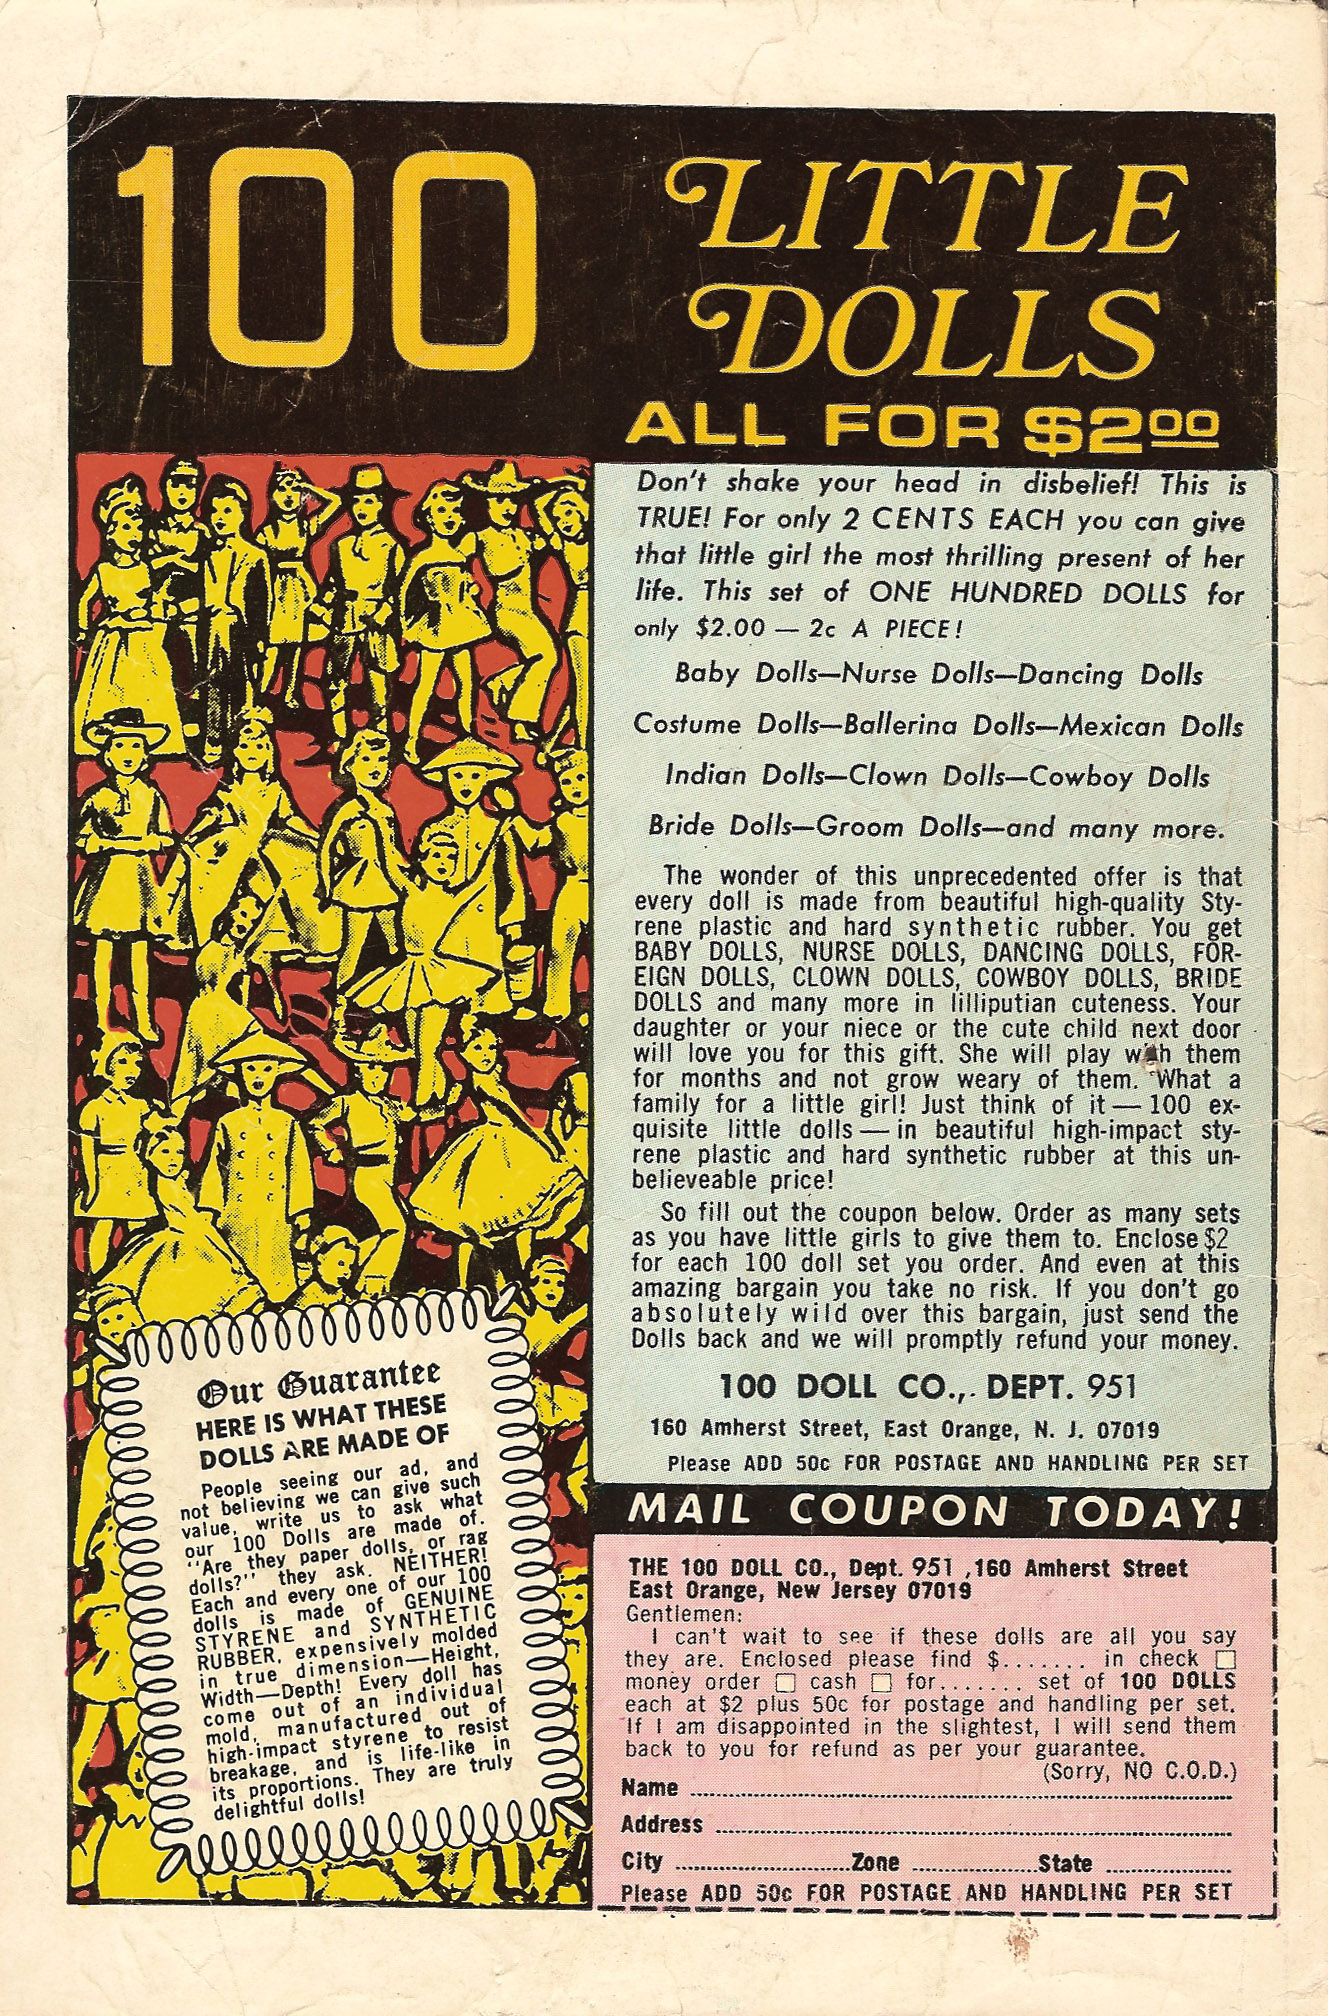 100
LITTLE
DOLLS
ALL FOR $2.00
Don't shake your head in disbelief! This is
TRUE! For only 2 CENTS EACH you can give
that little girl the most thrilling present of her
life. This set of ONE HUNDRED DOLLS for
only $2.00 — 2c A PIECE!
Baby Dolls—Nurse Dolls—Dancing Dolls
Costume Dolls—Ballerina Dolls—Mexican Dolls
Indian Dolls—Clown Dolls—Cowboy Dolls
Bride Dolls—Groom Dolls—and many more.
The wonder of this unprecedented offer is that
every doll is made from beautiful high-quality Sty-
rene plastic and hard synthetic rubber. You get
BABY DOLLS, NURSE DOLLS, DANCING DOLLS, FOR-
EIGN DOLLS, CLOWN DOLLS, COWBOY DOLLS, BRIDE
DOLLS and many more in lilliputian cuteness. Your
daughter or your niece or the cute child next door
will love you for this gift. She will play with them
for months and not grow weary of them. What a
family for a little girl! Just think of it — 100 ex-
quisite little dolls — in beautiful high-impact sty-
rene plastic and hard synthetic rubber at this un-
believeable price!
So fill out the coupon below. Order as many sets
as you have little girls to give them to. Enclose $2
for each 100 doll set you order. And even at this
amazing bargain you take no risk. If you don't go
absolutely wild over this bargain, just send the
Dolls back and we will promptly refund your money.
100 DOLL CO.,. DEPT. 951
160 Amherst Street, East Orange, N. J. 07019
Please ADD 50c FOR POSTAGE AND HANDLING PER SET
Our Guarantee
HERE IS WHAT THESE
DOLLS ARE MADE OF
People seeing our ad, and
not believing we can give such
value, write us to ask what
our 100 Dolls are made of.
"Are they paper dolls, or rag
dolls?" they ask. NEITHER!
Each and every one of our 100
dolls is made of GENUINE
STYRENE and SYNTHETIC
RUBBER, expensively molded
in true dimension—Height,
Width—Depth! Every doll has
come out of an individual
mold, manufactured out of
high-impact styrene to resist
breakage, and is life-like in
its proportions. They are truly
delightful dolls!
MAIL COUPON TODAY!
THE 100 DOLL CO., Dept. 951 ,160 Amherst Street
East Orange, New Jersey 07019
Gentlemen:
I can't wait to see if these dolls are all you say
they are. Enclosed please find $....... in check □
money order □ cash □ for....... set of 100 DOLLS
each at $2 plus 50c for postage and handling per set.
If I am disappointed in the slightest, I will send them
back to you for refund as per your guarantee.
(Sorry, NO C.O.D.)
Name ..........
Address ..........
City ..........Zone ..........State ..........
Please ADD 50c FOR POSTAGE AND HANDLING PER SET